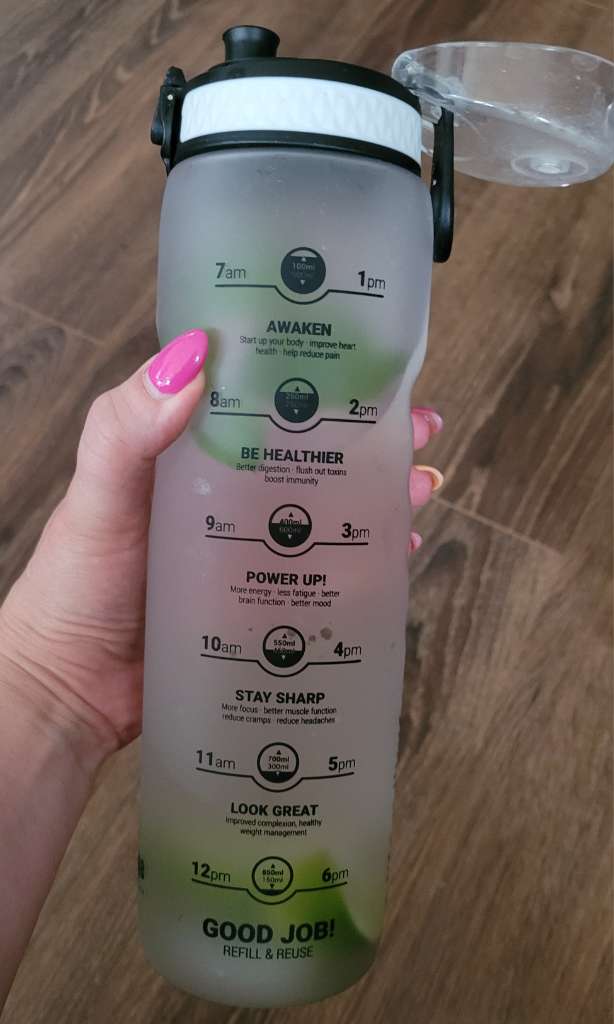 7am 100ml 1pm
AWAKEN
Start up your body · improve heart
health · help reduce pain
8am 250ml 2pm
BE HEALTHIER
Better digestion · flush out toxins
boost immunity
9am 400ml 3pm
600ml
POWER UP!
More energy · less fatigue · better
brain function · better mood
10am 550ml 4pm
STAY SHARP
More focus · better muscle function
reduce cramps · reduce headaches
11am 700ml 5pm
300ml
LOOK GREAT
Improved complexion, healthy
weight management
12pm 850ml 6pm
150ml
GOOD JOB!
REFILL & REUSE